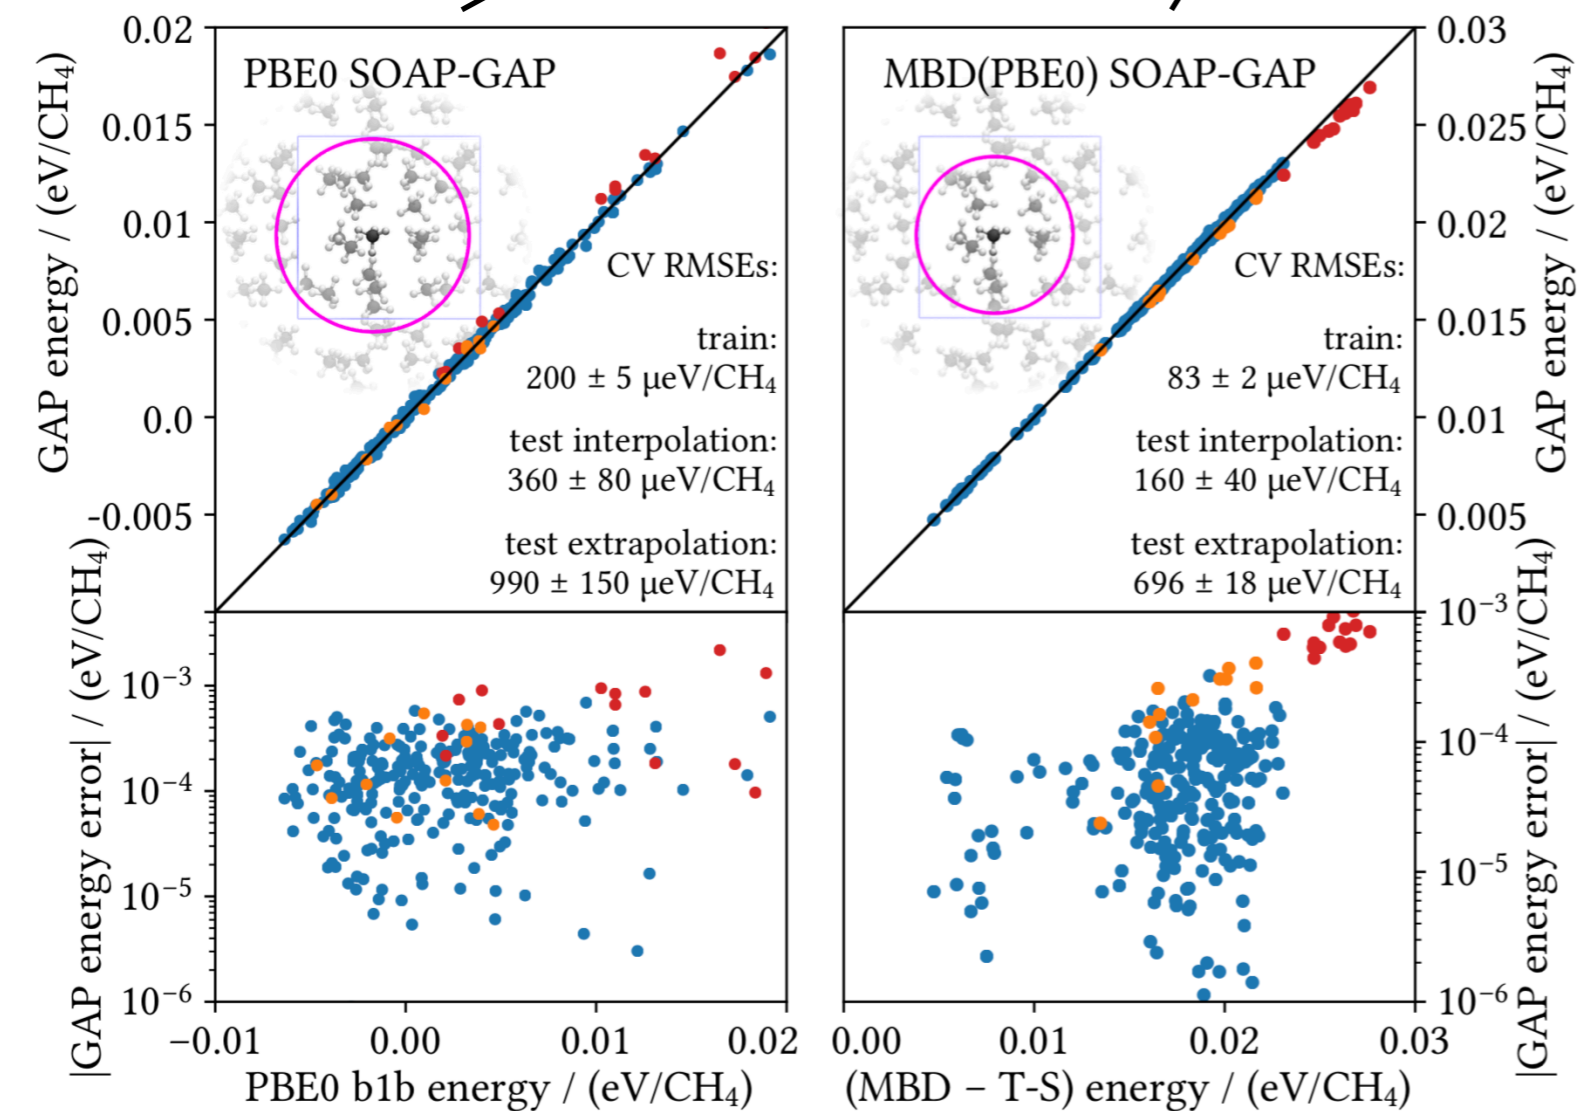 PBE0 SOAP-GAP
CV RMSEs:
train:
200 ± 5 μeV/CH₄
test interpolation:
360 ± 80 μeV/CH₄
test extrapolation:
990 ± 150 μeV/CH₄
0.02
0.015
0.01
0.005
0.0
-0.005
GAP energy / (eV/CH₄)
MBD(PBE0) SOAP-GAP
CV RMSEs:
train:
83 ± 2 μeV/CH₄
test interpolation:
160 ± 40 μeV/CH₄
test extrapolation:
696 ± 18 μeV/CH₄
0.03
0.025
0.02
0.015
0.01
0.005
GAP energy / (eV/CH₄)
10⁻³
10⁻⁴
10⁻⁵
10⁻⁶
|GAP energy error| / (eV/CH₄)
−0.01 0.00 0.01 0.02
PBE0 b1b energy / (eV/CH₄)
10⁻³
10⁻⁴
10⁻⁵
10⁻⁶
|GAP energy error| / (eV/CH₄)
0.00 0.01 0.02 0.03
(MBD − T-S) energy / (eV/CH₄)